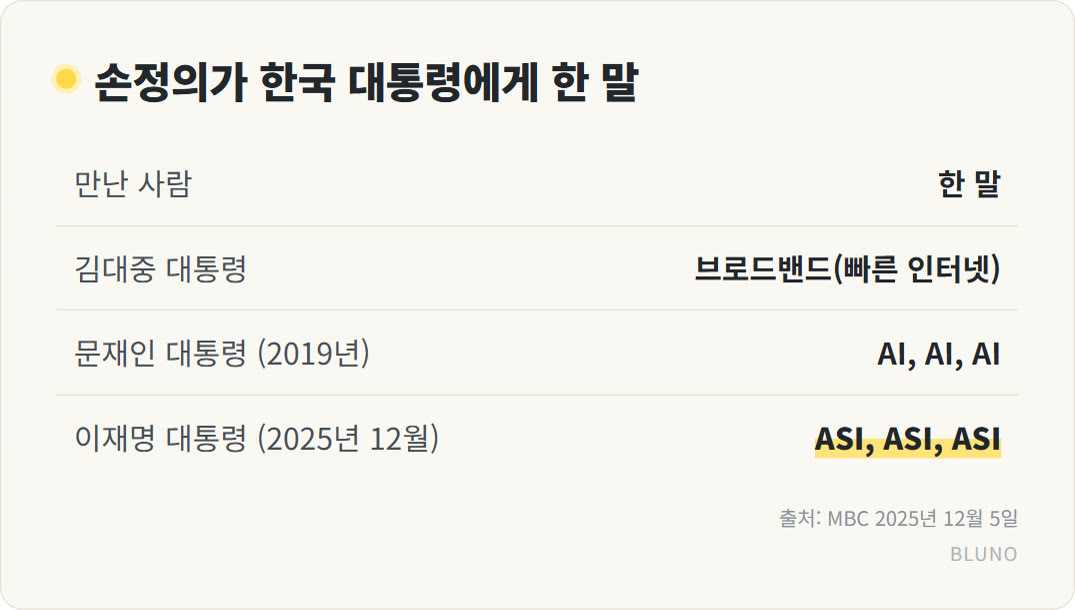 손정의가 한국 대통령에게 한 말
만난 사람 한 말
김대중 대통령 브로드밴드(빠른 인터넷)
문재인 대통령 (2019년) AI, AI, AI
이재명 대통령 (2025년 12월) ASI, ASI, ASI
출처: MBC 2025년 12월 5일
BLUNO